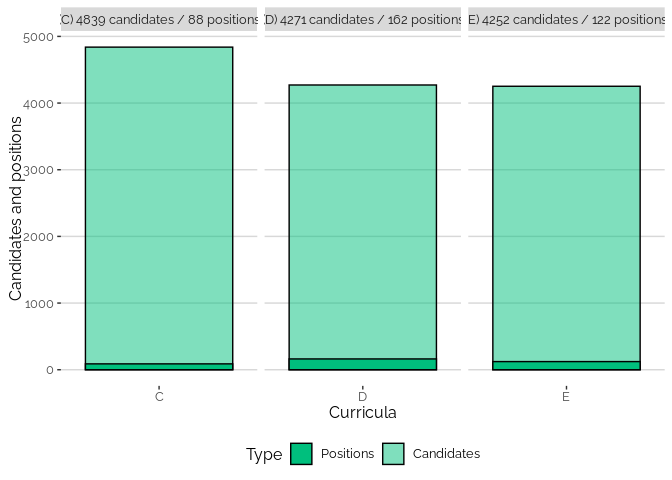 C) 4839 candidates / 88 positions
D) 4271 candidates / 162 positions
E) 4252 candidates / 122 positions
5000
4000
3000
2000
1000
0
Candidates and positions
C
D
E
Curricula
Type
Positions
Candidates